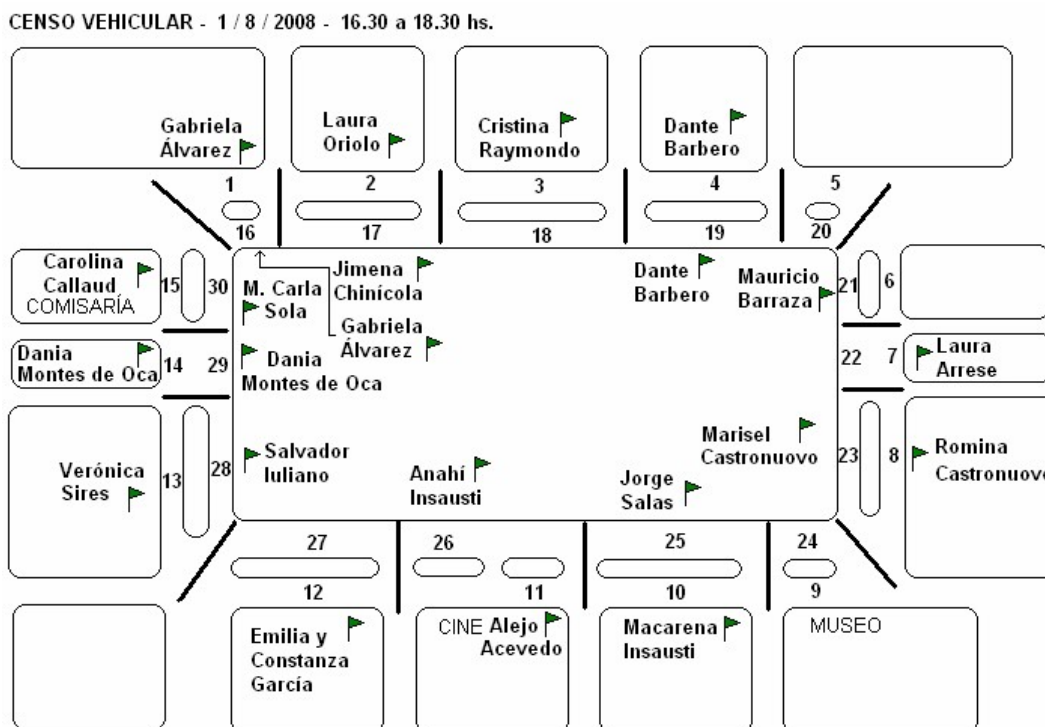 CENSO VEHICULAR - 1 / 8 / 2008 - 16.30 a 18.30 hs.
Gabriela
Álvarez
Laura
Oriolo
Cristina
Raymondo
Dante
Barbero
1
2
3
4
5
16
17
18
19
20
Carolina
Callaud
COMISARÍA
15
30
M. Carla
Sola
Jimena
Chinícola
Gabriela
Álvarez
Dante
Barbero
Mauricio
Barraza
21
6
Dania
Montes de Oca
14
29
Dania
Montes de Oca
22
7
Laura
Arrese
Verónica
Sires
13
28
Salvador
Iuliano
Anahí
Insausti
Jorge
Salas
Marisel
Castronuovo
23
8
Romina
Castronuovo
27
26
25
24
12
11
10
9
Emilia y
Constanza
García
CINE Alejo
Acevedo
Macarena
Insausti
MUSEO